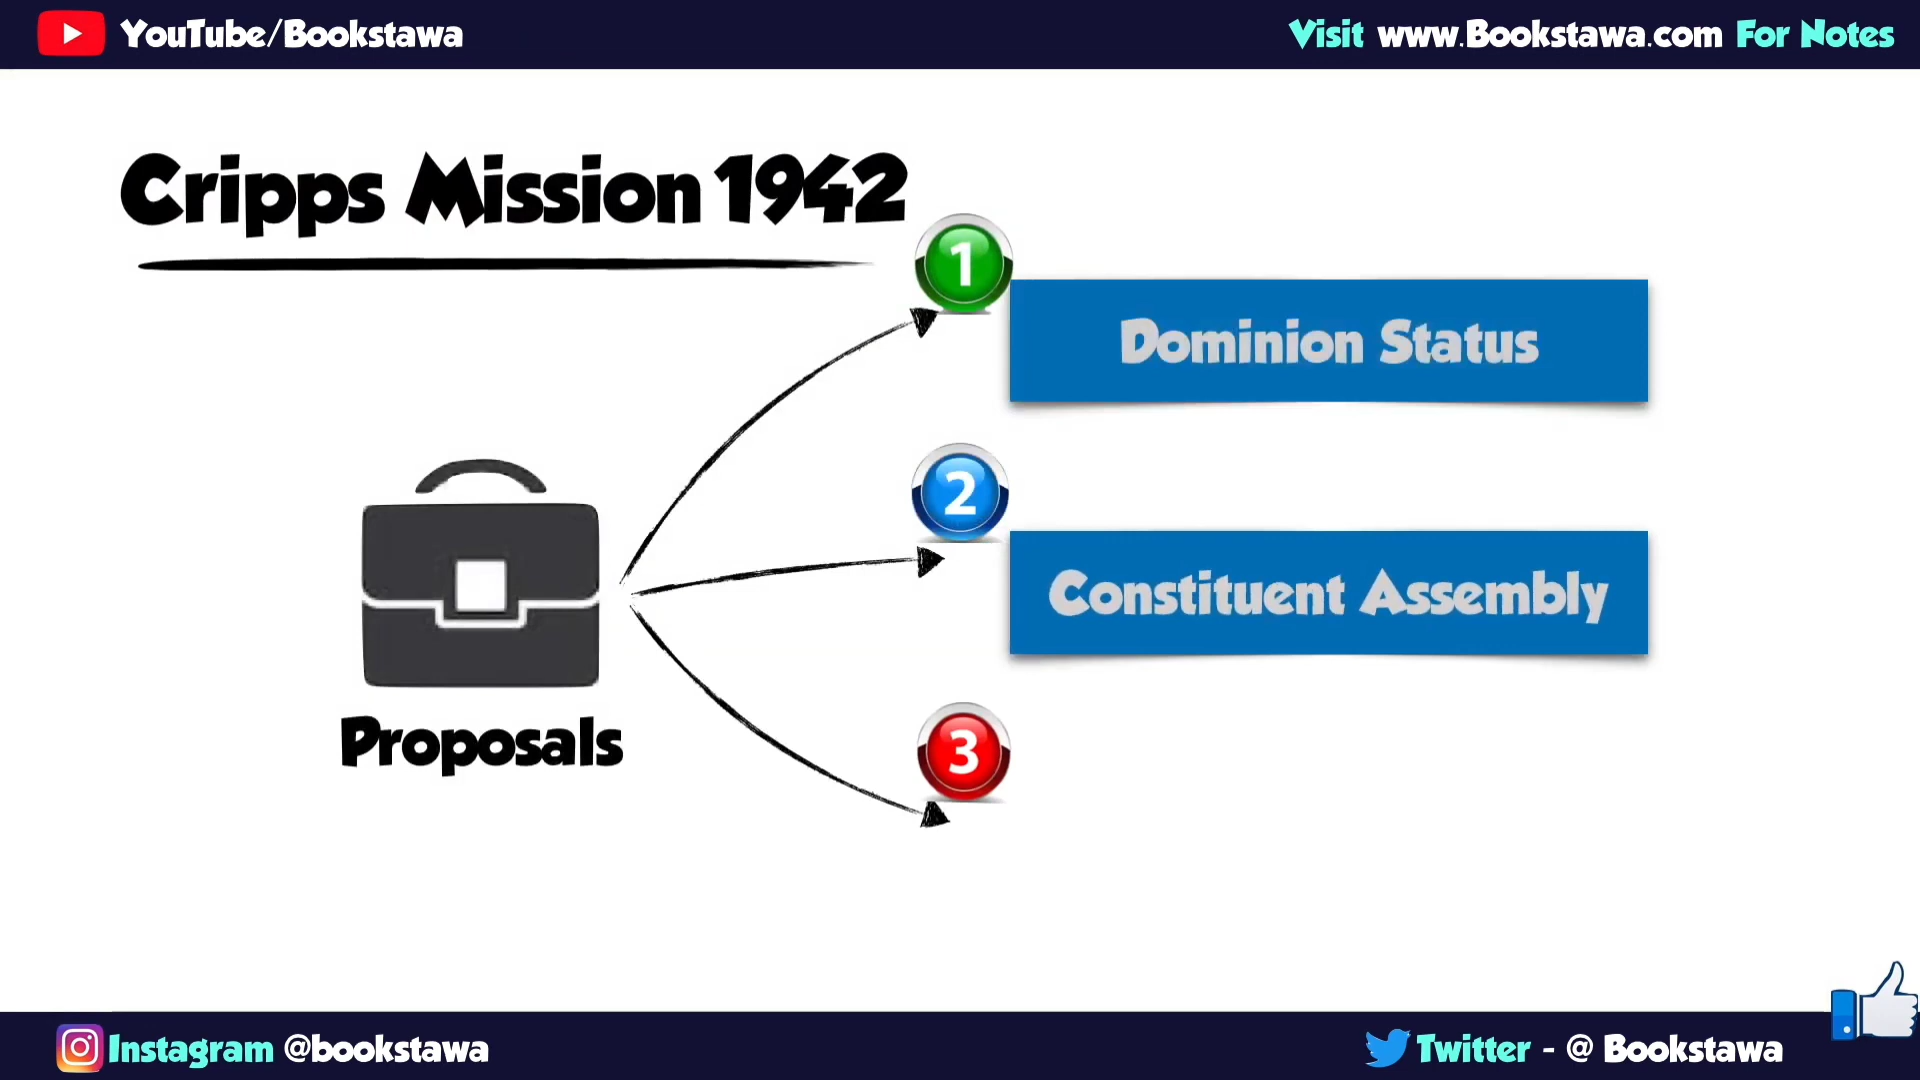 YouTube/Bookstawa
Visit www.Bookstawa.com For Notes
Cripps Mission 1942
1
Dominion Status
2
Constituent Assembly
3
Proposals
Instagram @bookstawa
Twitter - @ Bookstawa